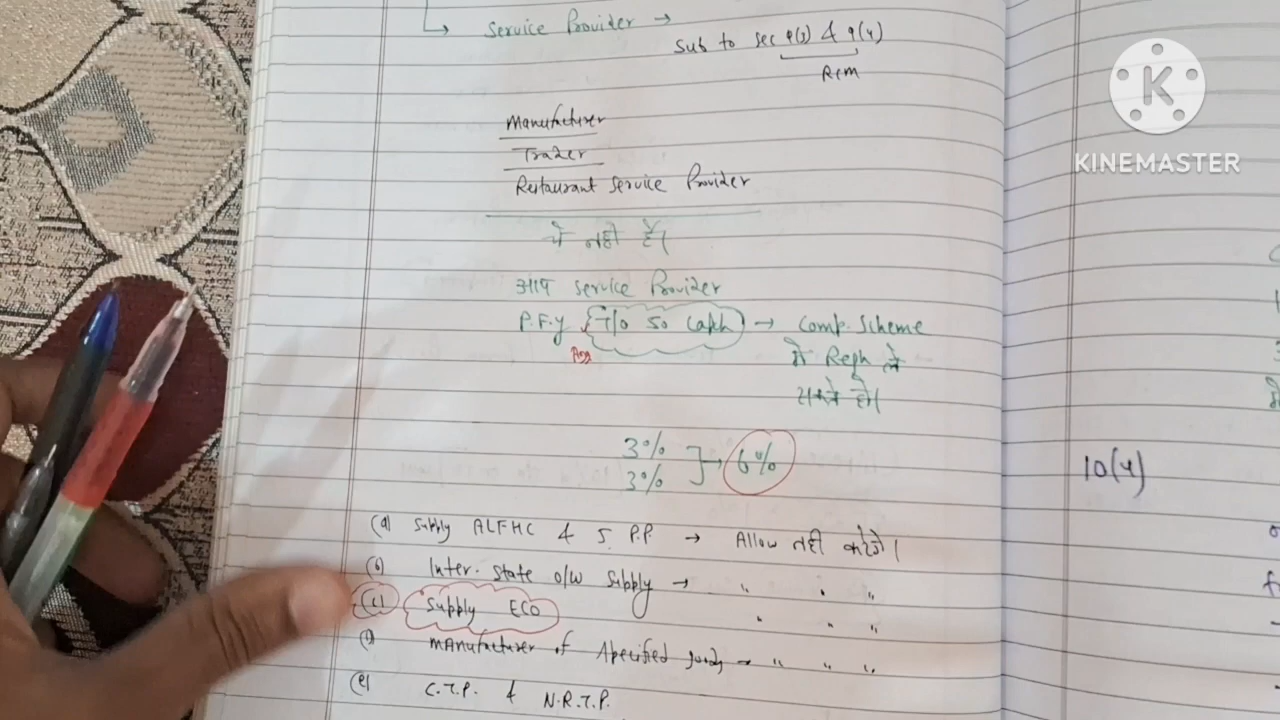 ↳ Service Provider →
Sub to sec 9(3) & 9(4)
Rcm
Manufacturer
Trader
Restaurant Service Provider
ये नहीं है।
आप Service Provider
P.F.Y T/o 50 Lakh → Comp. Scheme
Agg
मे Regn ले
सकते हो।
3%
3% → 6%
(a) Supply ALFHC & 5 P.P → Allow नही करेगे।
(b) Inter-State o/w Supply → " " "
(c) Supply ECO " " "
(d) Manufacturer of Specified goods → " " "
(e) C.T.P. & N.R.T.P.
10(4)
K
KINEMASTER